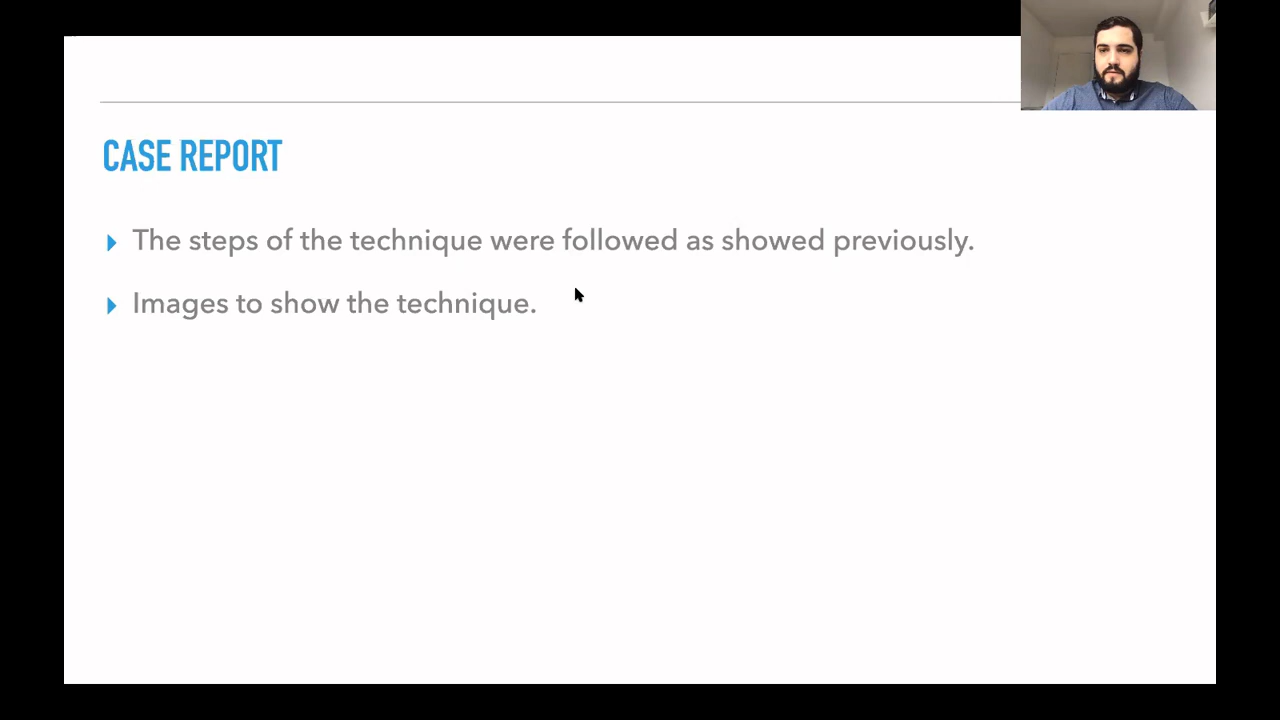 CASE REPORT
The steps of the technique were followed as showed previously.
Images to show the technique.